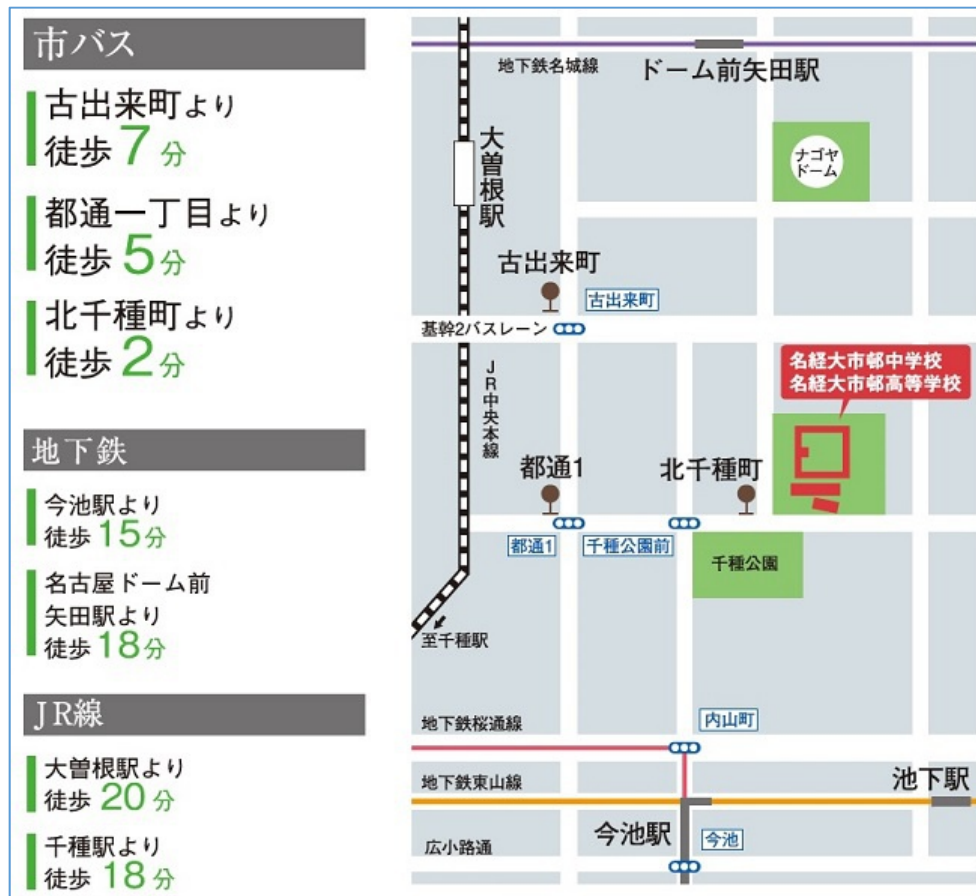 市バス
古出来町より
徒歩 7 分
都通一丁目より
徒歩 5 分
北千種町より
徒歩 2 分
地下鉄
今池駅より
徒歩 15 分
名古屋ドーム前
矢田駅より
徒歩 18 分
JR線
大曽根駅より
徒歩 20 分
千種駅より
徒歩 18 分
地下鉄名城線
ドーム前矢田駅
大曽根駅
ナゴヤ
ドーム
古出来町
古出来町
基幹2バスレーン
JR中央本線
名経大市邨中学校
名経大市邨高等学校
都通1
北千種町
都通1
千種公園前
千種公園
至千種駅
地下鉄桜通線
内山町
地下鉄東山線
池下駅
今池駅
今池
広小路通